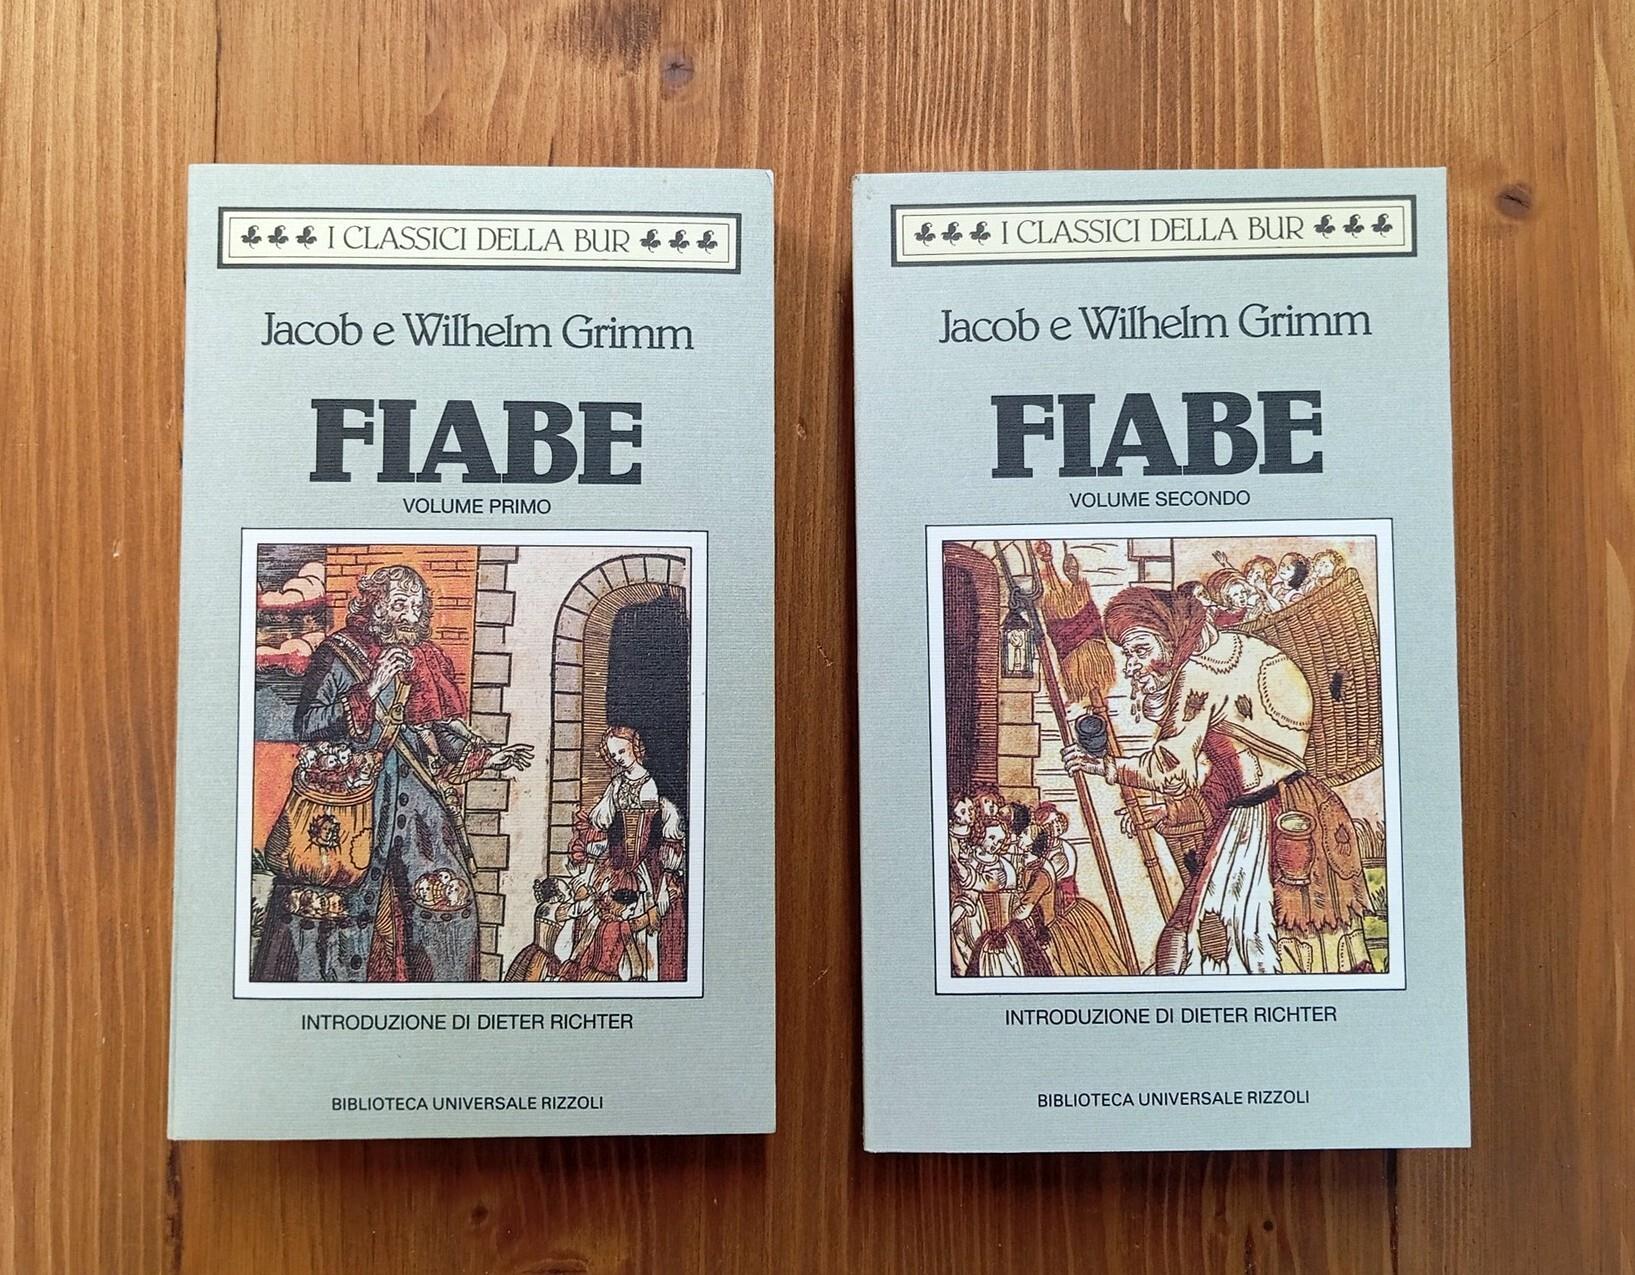 I CLASSICI DELLA BUR
Jacob e Wilhelm Grimm
FIABE
VOLUME PRIMO
INTRODUZIONE DI DIETER RICHTER
BIBLIOTECA UNIVERSALE RIZZOLI
I CLASSICI DELLA BUR
Jacob e Wilhelm Grimm
FIABE
VOLUME SECONDO
INTRODUZIONE DI DIETER RICHTER
BIBLIOTECA UNIVERSALE RIZZOLI